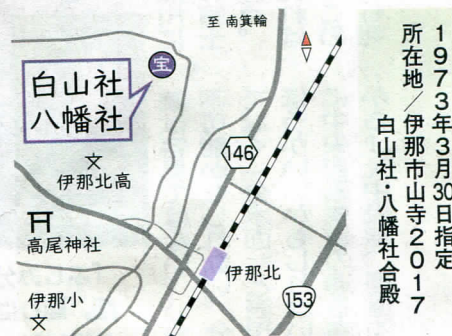 1973年3月30日指定
所在地／伊那市山寺2017
白山社・八幡社合殿
至 南箕輪
宝
白山社
八幡社
文
伊那北高
146
高尾神社
伊那北
伊那小
文
153